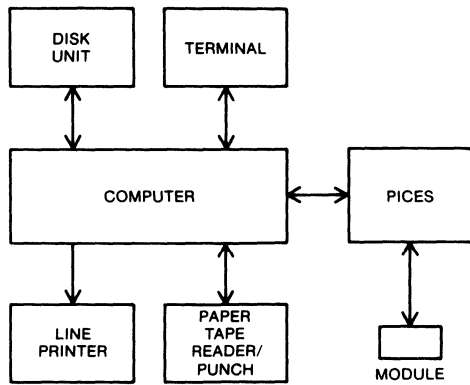 DISK
UNIT
TERMINAL
COMPUTER
PICES
LINE
PRINTER
PAPER
TAPE
READER/
PUNCH
MODULE